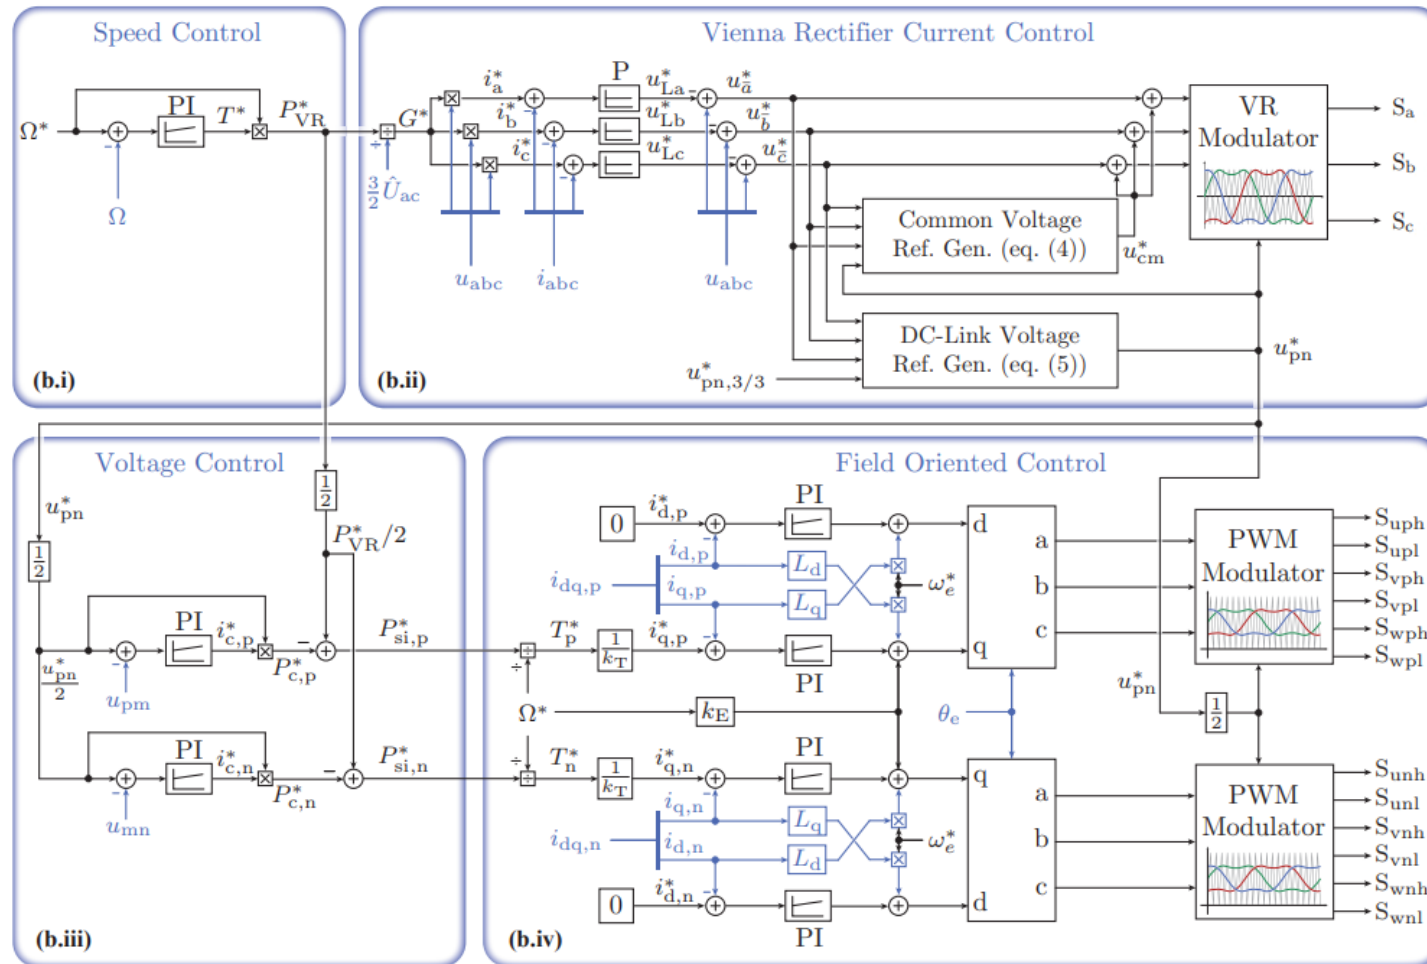 Speed Control
Ω*
PI
T*
P*VR
Ω
(b.i)
Vienna Rectifier Current Control
÷
3/2 Ûac
G*
i*a
i*b
i*c
P
u*La
u*Lb
u*Lc
u*ā
u*b̄
u*c̄
uabc
iabc
uabc
Common Voltage
Ref. Gen. (eq. (4))
u*cm
DC-Link Voltage
Ref. Gen. (eq. (5))
u*pn,3/3
u*pn
VR
Modulator
Sa
Sb
Sc
(b.ii)
Voltage Control
u*pn
1/2
1/2
P*VR/2
u*pn/2
PI
i*c,p
P*c,p
upm
P*si,p
PI
i*c,n
P*c,n
umn
P*si,n
(b.iii)
Field Oriented Control
0
i*d,p
PI
idq,p
id,p
iq,p
Ld
Lq
ω*e
÷
T*p
1/kT
i*q,p
PI
Ω*
kE
÷
T*n
1/kT
i*q,n
PI
idq,n
iq,n
id,n
Lq
Ld
ω*e
0
i*d,n
PI
d
q
a
b
c
θe
q
d
a
b
c
u*pn
1/2
PWM
Modulator
Suph
Supl
Svph
Svpl
Swph
Swpl
PWM
Modulator
Sunh
Sunl
Svnh
Svnl
Swnh
Swnl
(b.iv)